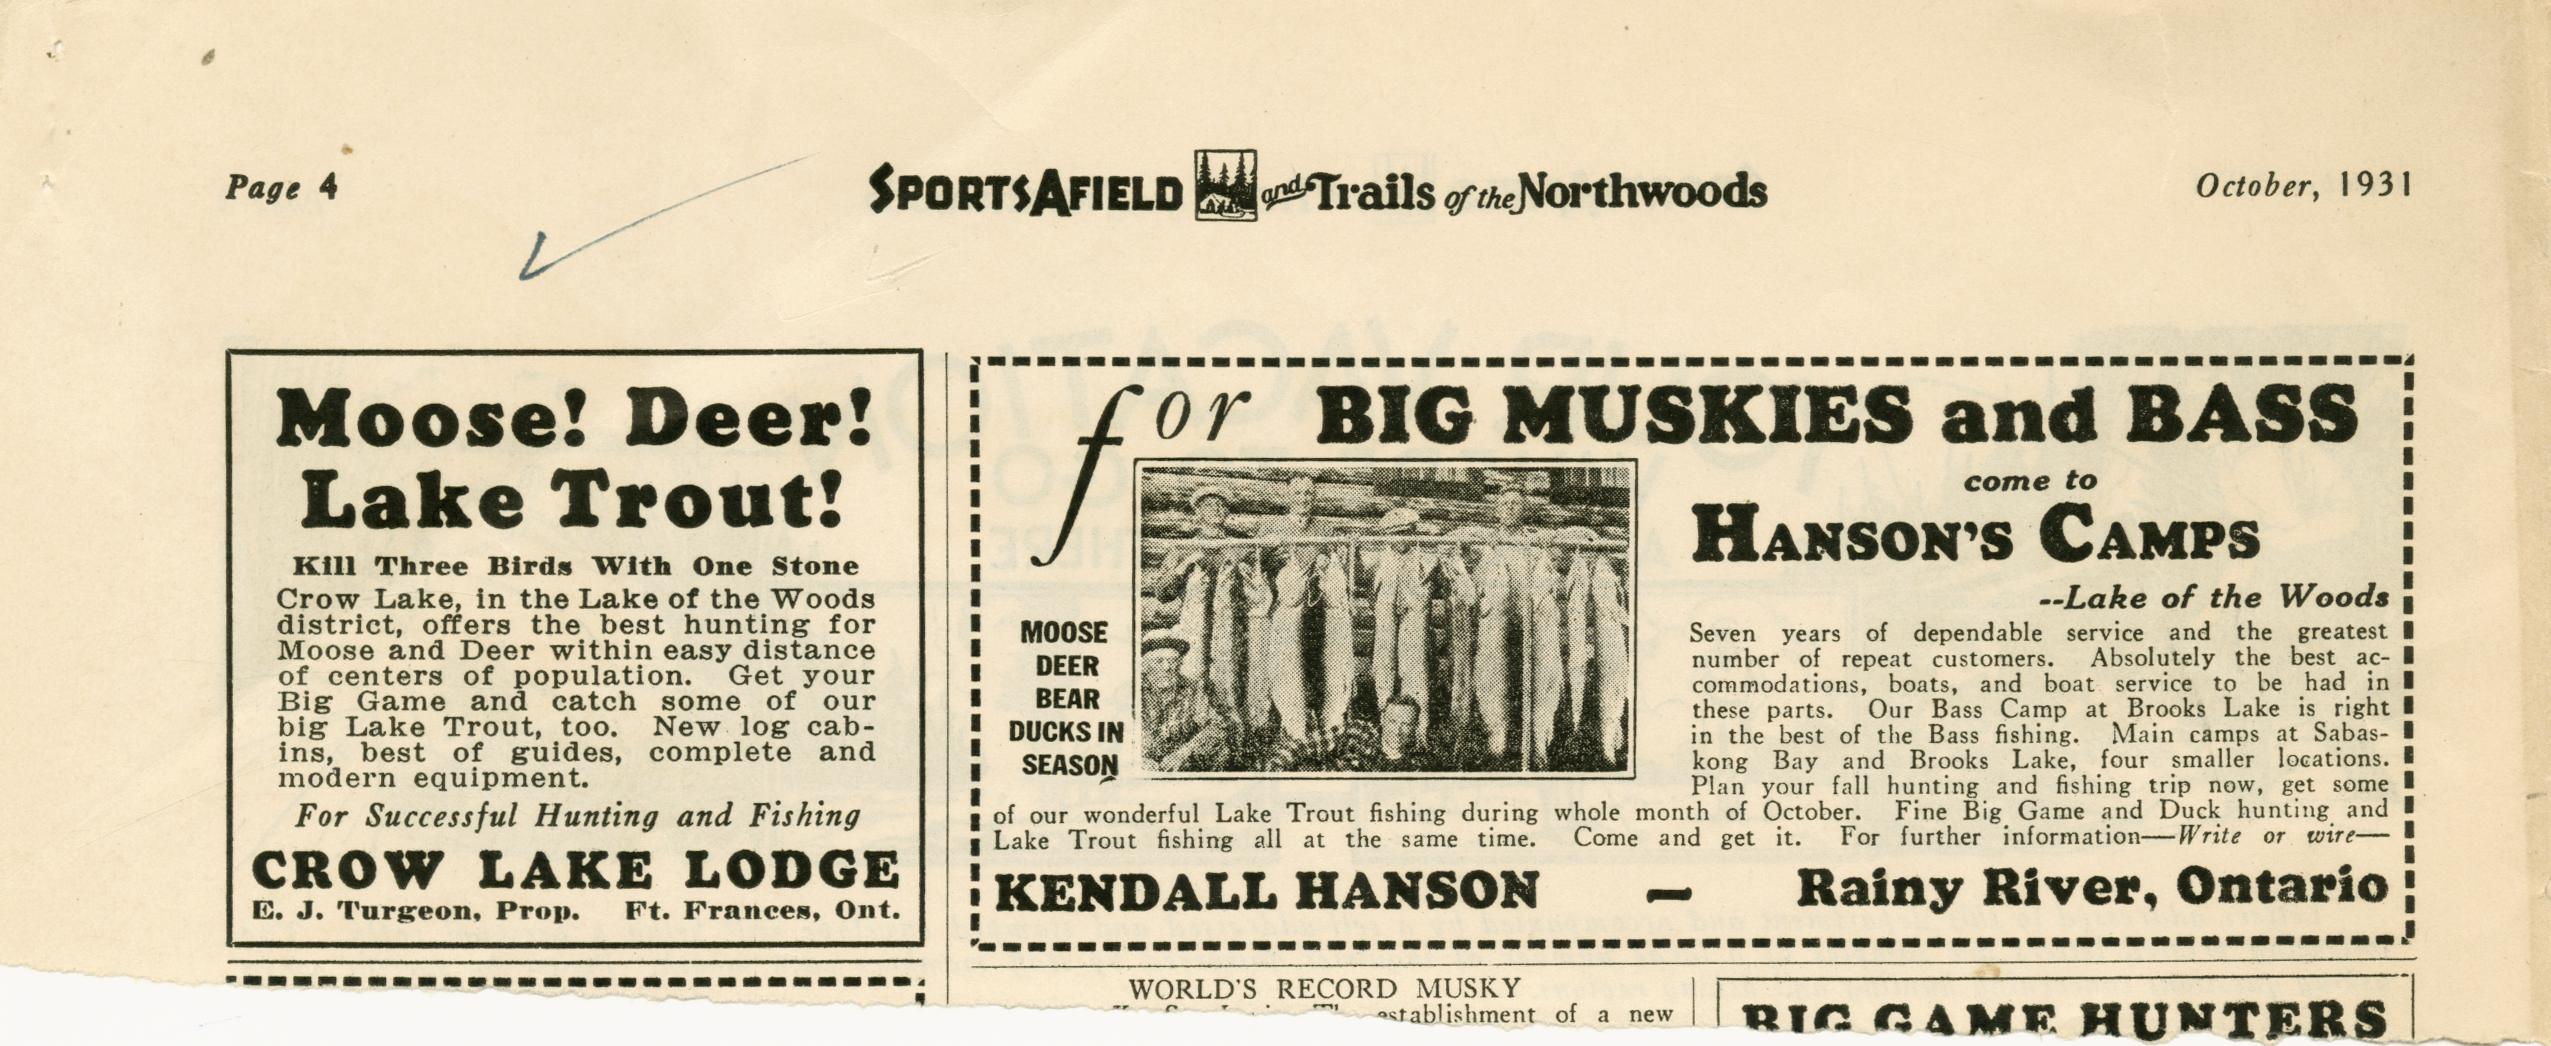 Page 4
SPORTS AFIELD and Trails of the Northwoods
October, 1931
Moose! Deer!
Lake Trout!
Kill Three Birds With One Stone
Crow Lake, in the Lake of the Woods
district, offers the best hunting for
Moose and Deer within easy distance
of centers of population. Get your
Big Game and catch some of our
big Lake Trout, too. New log cab-
ins, best of guides, complete and
modern equipment.
For Successful Hunting and Fishing
CROW LAKE LODGE
E. J. Turgeon, Prop. Ft. Frances, Ont.
for BIG MUSKIES and BASS
come to
HANSON'S CAMPS
--Lake of the Woods
MOOSE
DEER
BEAR
DUCKS IN
SEASON
Seven years of dependable service and the greatest
number of repeat customers. Absolutely the best ac-
commodations, boats, and boat service to be had in
these parts. Our Bass Camp at Brooks Lake is right
in the best of the Bass fishing. Main camps at Sabas-
kong Bay and Brooks Lake, four smaller locations.
Plan your fall hunting and fishing trip now, get some
of our wonderful Lake Trout fishing during whole month of October. Fine Big Game and Duck hunting and
Lake Trout fishing all at the same time. Come and get it. For further information—Write or wire—
KENDALL HANSON — Rainy River, Ontario
WORLD'S RECORD MUSKY
establishment of a new
BIG GAME HUNTERS